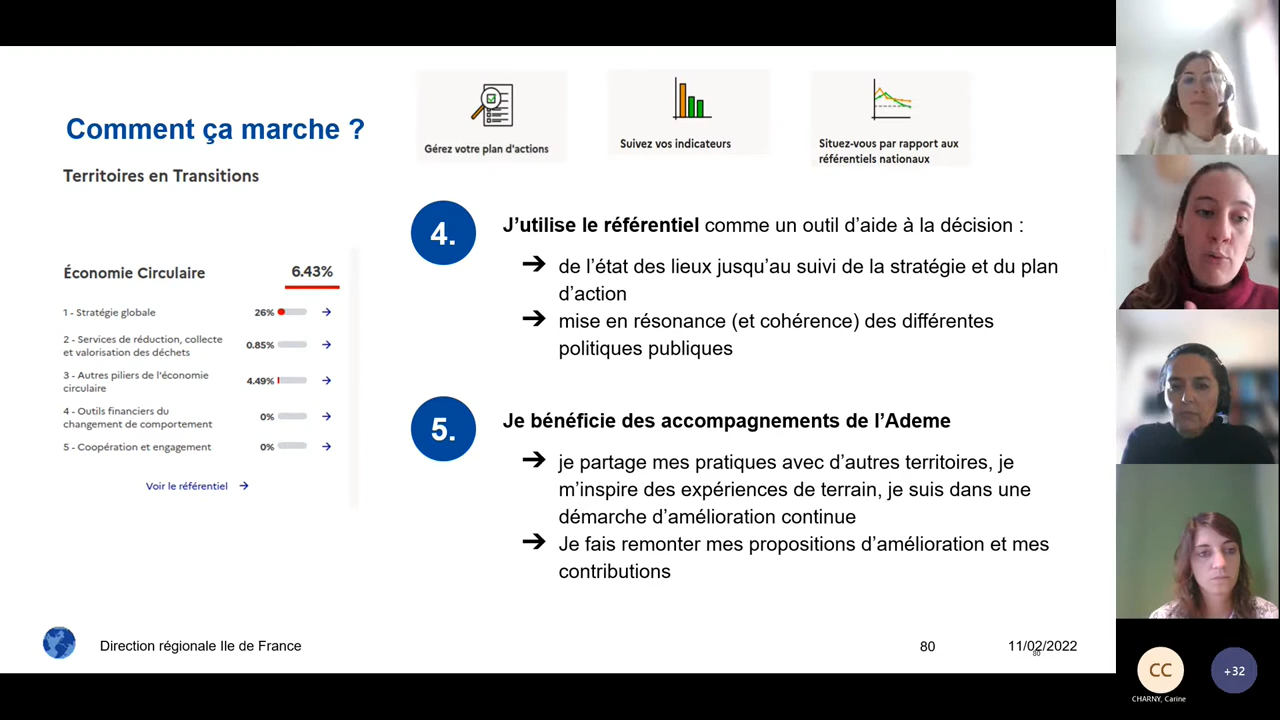 Comment ça marche ?
Territoires en Transitions
Gérez votre plan d'actions
Suivez vos indicateurs
Situez-vous par rapport aux
référentiels nationaux
Économie Circulaire 6.43%
1 - Stratégie globale 26%
2 - Services de réduction, collecte
et valorisation des déchets 0.85%
3 - Autres piliers de l'économie
circulaire 4.49%
4 - Outils financiers du
changement de comportement 0%
5 - Coopération et engagement 0%
Voir le référentiel →
4.
J’utilise le référentiel comme un outil d’aide à la décision :
➔ de l’état des lieux jusqu’au suivi de la stratégie et du plan
d’action
➔ mise en résonance (et cohérence) des différentes
politiques publiques
5.
Je bénéficie des accompagnements de l’Ademe
➔ je partage mes pratiques avec d’autres territoires, je
m’inspire des expériences de terrain, je suis dans une
démarche d’amélioration continue
➔ Je fais remonter mes propositions d’amélioration et mes
contributions
Direction régionale Ile de France
80
11/02/2022
80
CC
CHARNY, Carine
+32